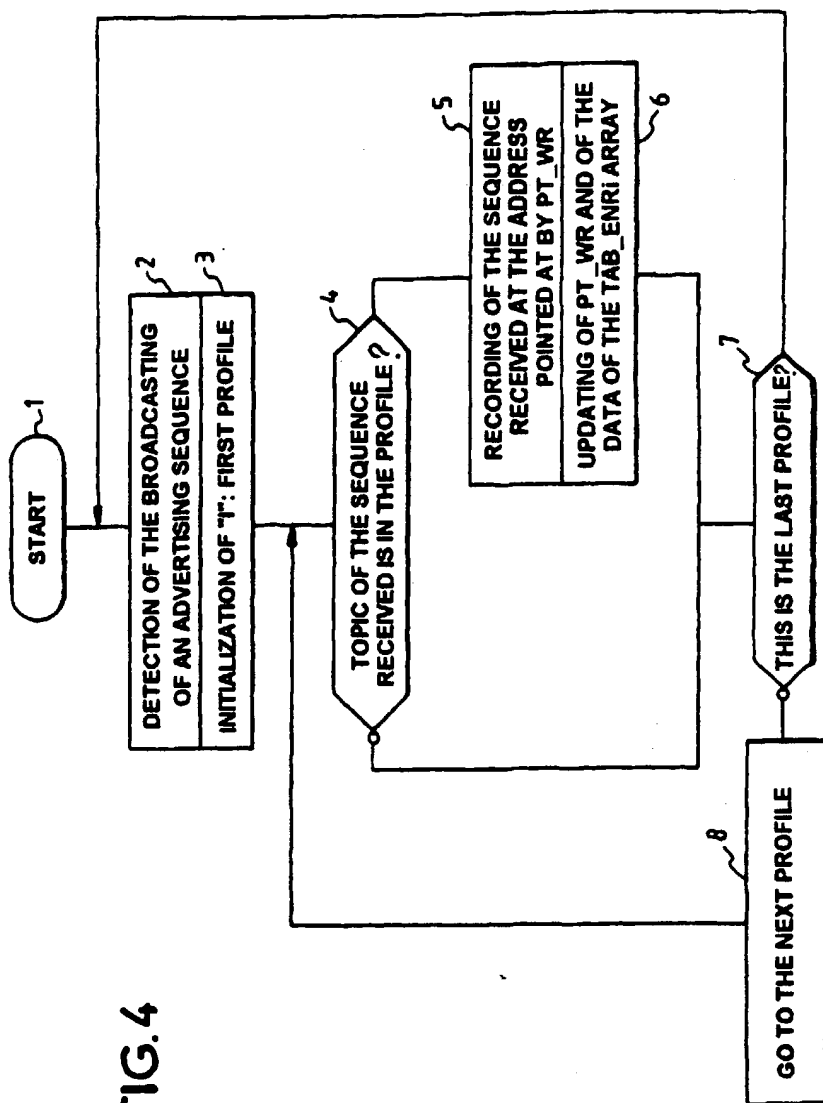 START
1
DETECTION OF THE BROADCASTING
OF AN ADVERTISING SEQUENCE
2
INITIALIZATION OF "I": FIRST PROFILE
3
TOPIC OF THE SEQUENCE
RECEIVED IS IN THE PROFILE?
4
RECORDING OF THE SEQUENCE
RECEIVED AT THE ADDRESS
POINTED AT BY PT_WR
5
UPDATING OF PT_WR AND OF THE
DATA OF THE TAB_ENRi ARRAY
6
THIS IS THE LAST PROFILE?
7
GO TO THE NEXT PROFILE
8
FIG.4